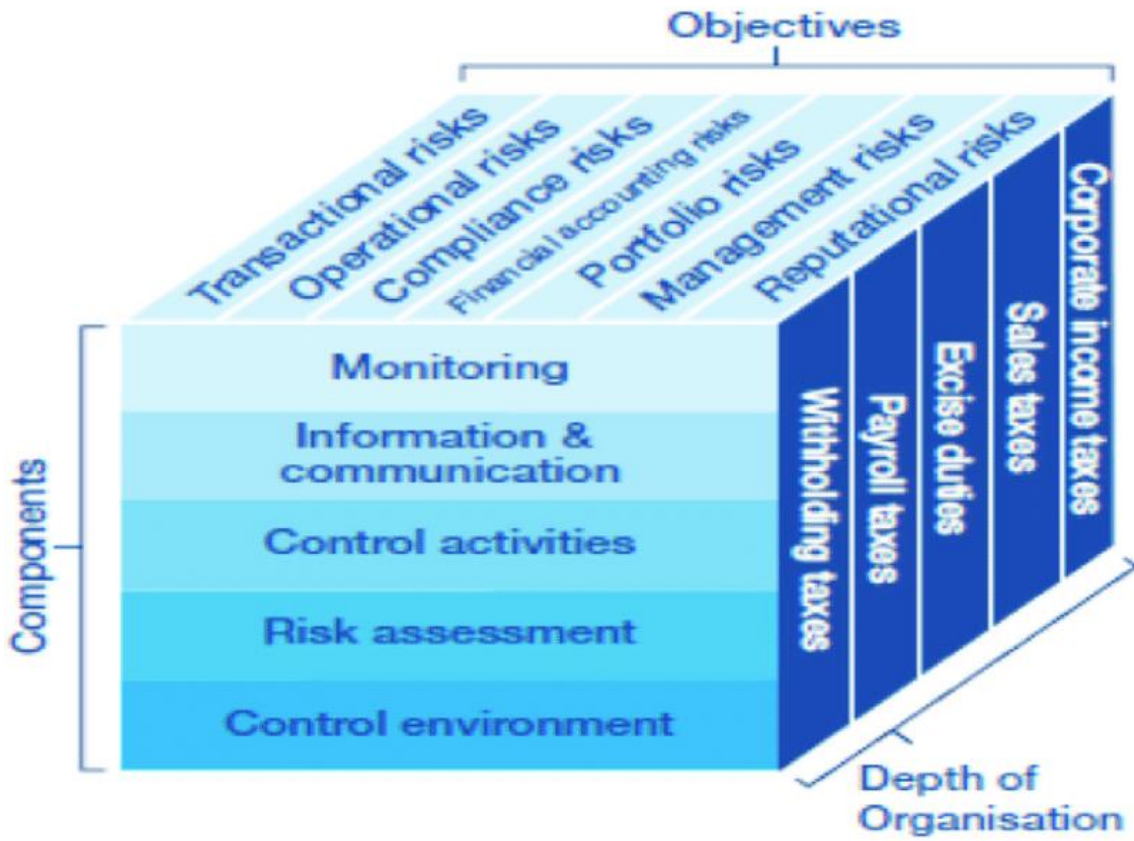 Objectives
Transactional risks
Operational risks
Compliance risks
Financial accounting risks
Portfolio risks
Management risks
Reputational risks
Components
Monitoring
Information &
communication
Control activities
Risk assessment
Control environment
Withholding taxes
Payroll taxes
Excise duties
Sales taxes
Corporate income taxes
Depth of
Organisation